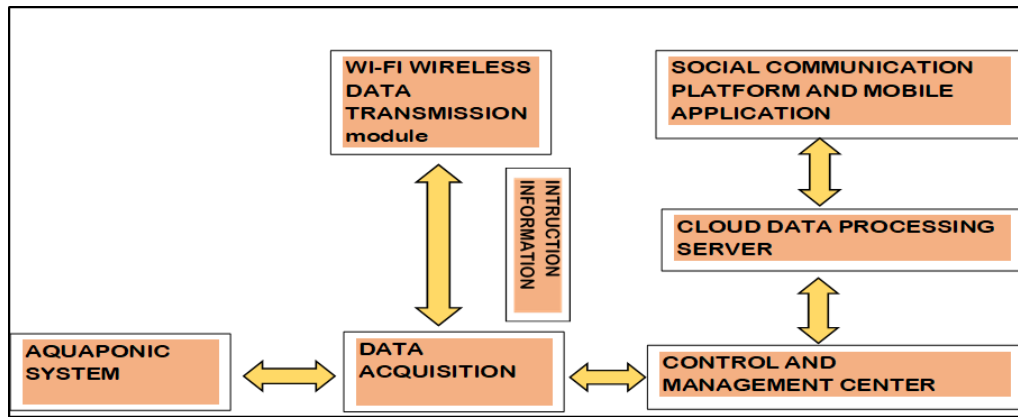 WI-FI WIRELESS
DATA
TRANSMISSION
module
SOCIAL COMMUNICATION
PLATFORM AND MOBILE
APPLICATION
INTRUCTION
INFORMATION
CLOUD DATA PROCESSING
SERVER
AQUAPONIC
SYSTEM
DATA
ACQUISITION
CONTROL AND
MANAGEMENT CENTER